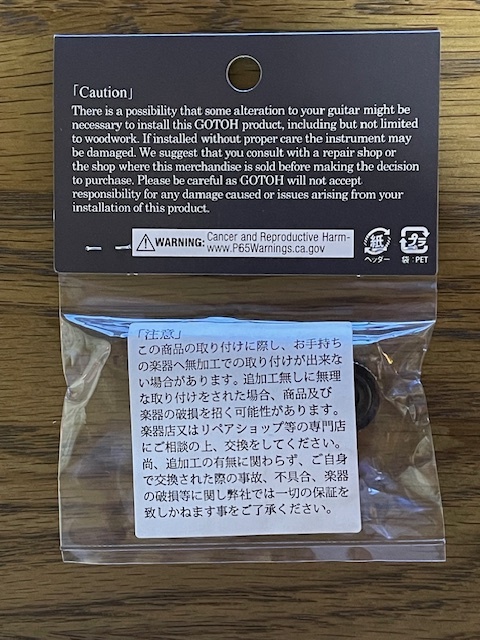 「Caution」
There is a possibility that some alteration to your guitar might be
necessary to install this GOTOH product, including but not limited
to woodwork. If installed without proper care the instrument may
be damaged. We suggest that you consult with a repair shop or
the shop where this merchandise is sold before making the decision
to purchase. Please be careful as GOTOH will not accept
responsibility for any damage caused or issues arising from your
installation of this product.
WARNING: Cancer and Reproductive Harm-
www.P65Warnings.ca.gov
紙
ヘッダー
プラ
袋:PET
「注意」
この商品の取り付けに際し、お手持ち
の楽器へ無加工での取り付けが出来な
い場合があります。追加工無しに無理
な取り付けをされた場合、商品及び
楽器の破損を招く可能性があります。
楽器店又はリペアショップ等の専門店
にご相談の上、交換をしてください。
尚、追加工の有無に関わらず、ご自身
で交換された際の事故、不具合、楽器
の破損等に関し弊社では一切の保証を
致しかねます事をご了承ください。